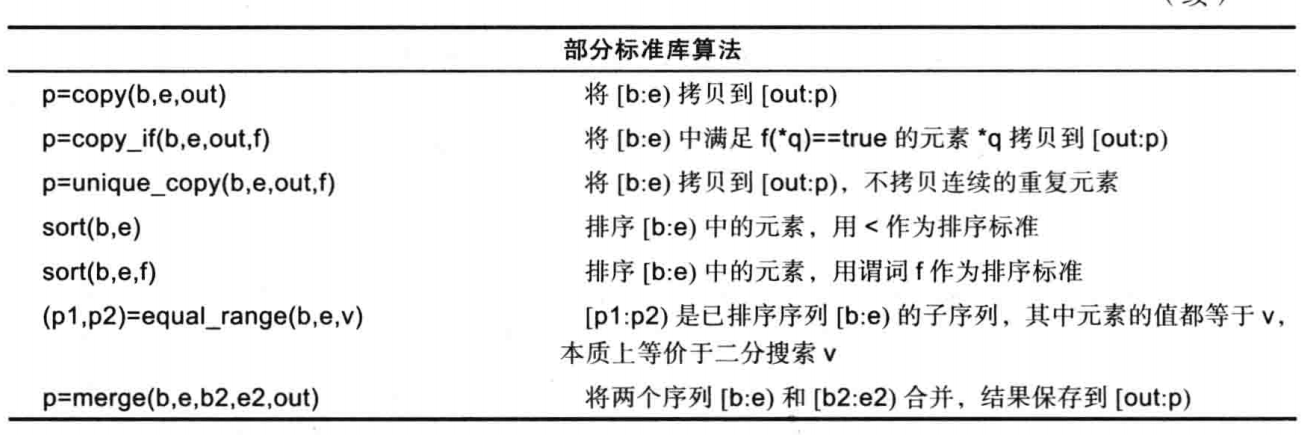 （续）
部分标准库算法
p=copy(b,e,out) 将 [b:e) 拷贝到 [out:p)
p=copy_if(b,e,out,f) 将 [b:e) 中满足 f(*q)==true 的元素 *q 拷贝到 [out:p)
p=unique_copy(b,e,out,f) 将 [b:e) 拷贝到 [out:p)，不拷贝连续的重复元素
sort(b,e) 排序 [b:e) 中的元素，用 < 作为排序标准
sort(b,e,f) 排序 [b:e) 中的元素，用谓词 f 作为排序标准
(p1,p2)=equal_range(b,e,v) [p1:p2) 是已排序序列 [b:e) 的子序列，其中元素的值都等于 v，
本质上等价于二分搜索 v
p=merge(b,e,b2,e2,out) 将两个序列 [b:e) 和 [b2:e2) 合并，结果保存到 [out:p)